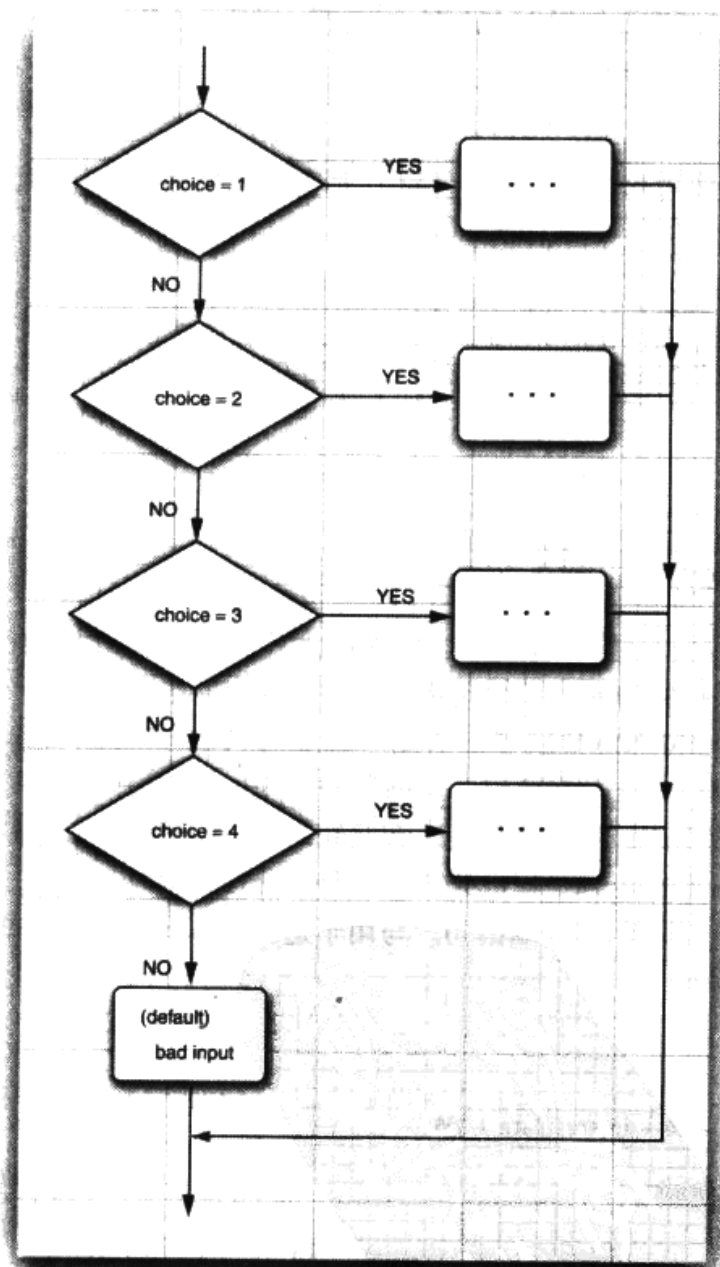 choice = 1
YES
. . .
NO
choice = 2
YES
. . .
NO
choice = 3
YES
. . .
NO
choice = 4
YES
. . .
NO
(default)
bad input